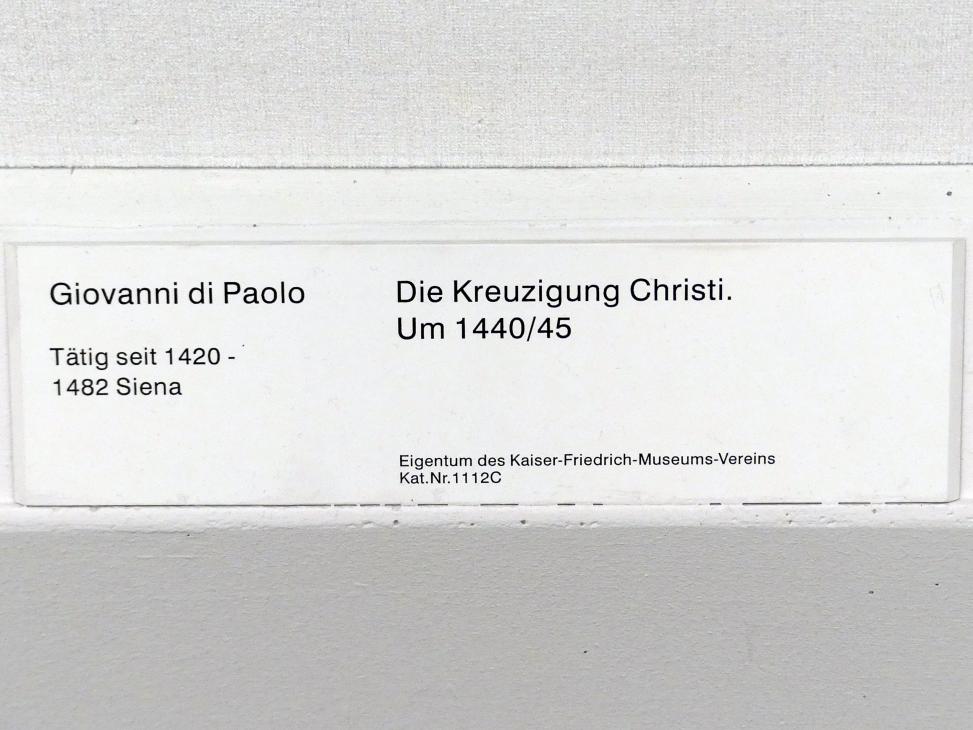 Giovanni di Paolo
Tätig seit 1420 -
1482 Siena
Die Kreuzigung Christi.
Um 1440/45
Eigentum des Kaiser-Friedrich-Museums-Vereins
Kat.Nr.1112C